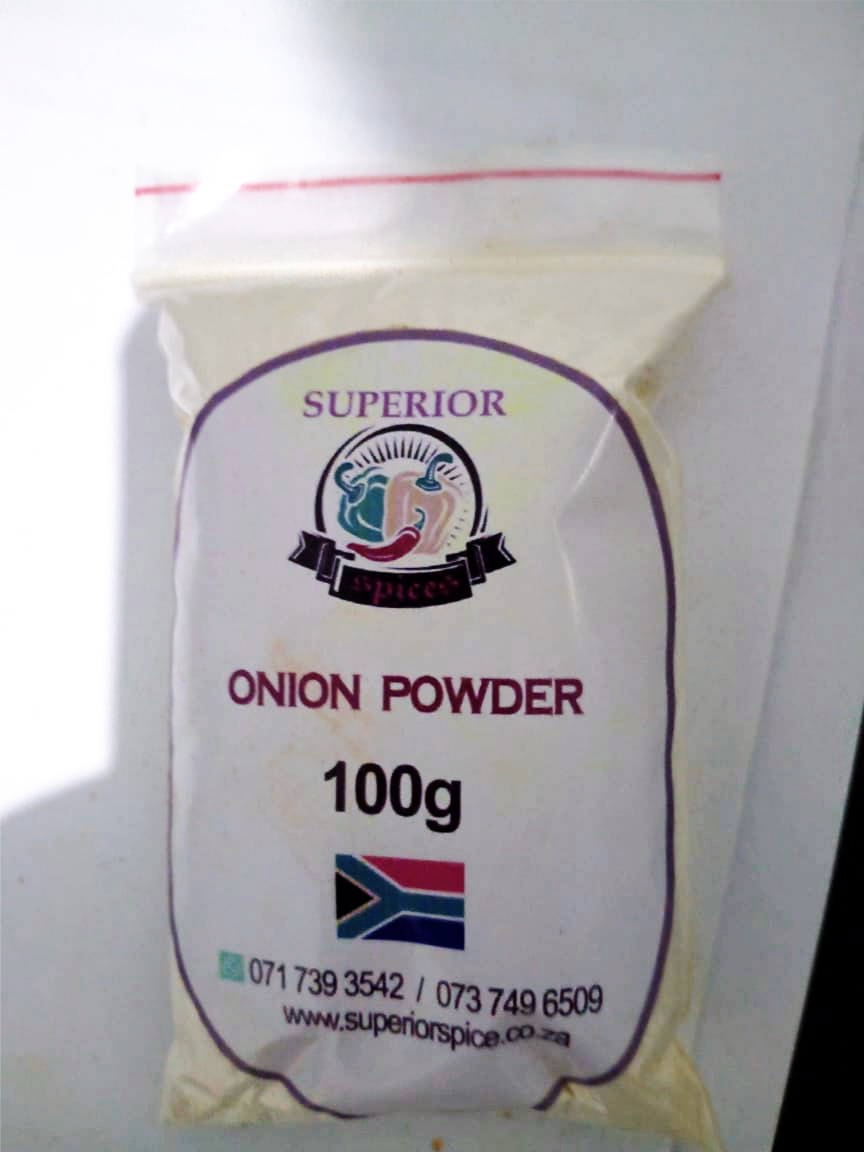 SUPERIOR
spices
ONION POWDER
100g
071 739 3542 / 073 749 6509
www.superiorspice.co.za